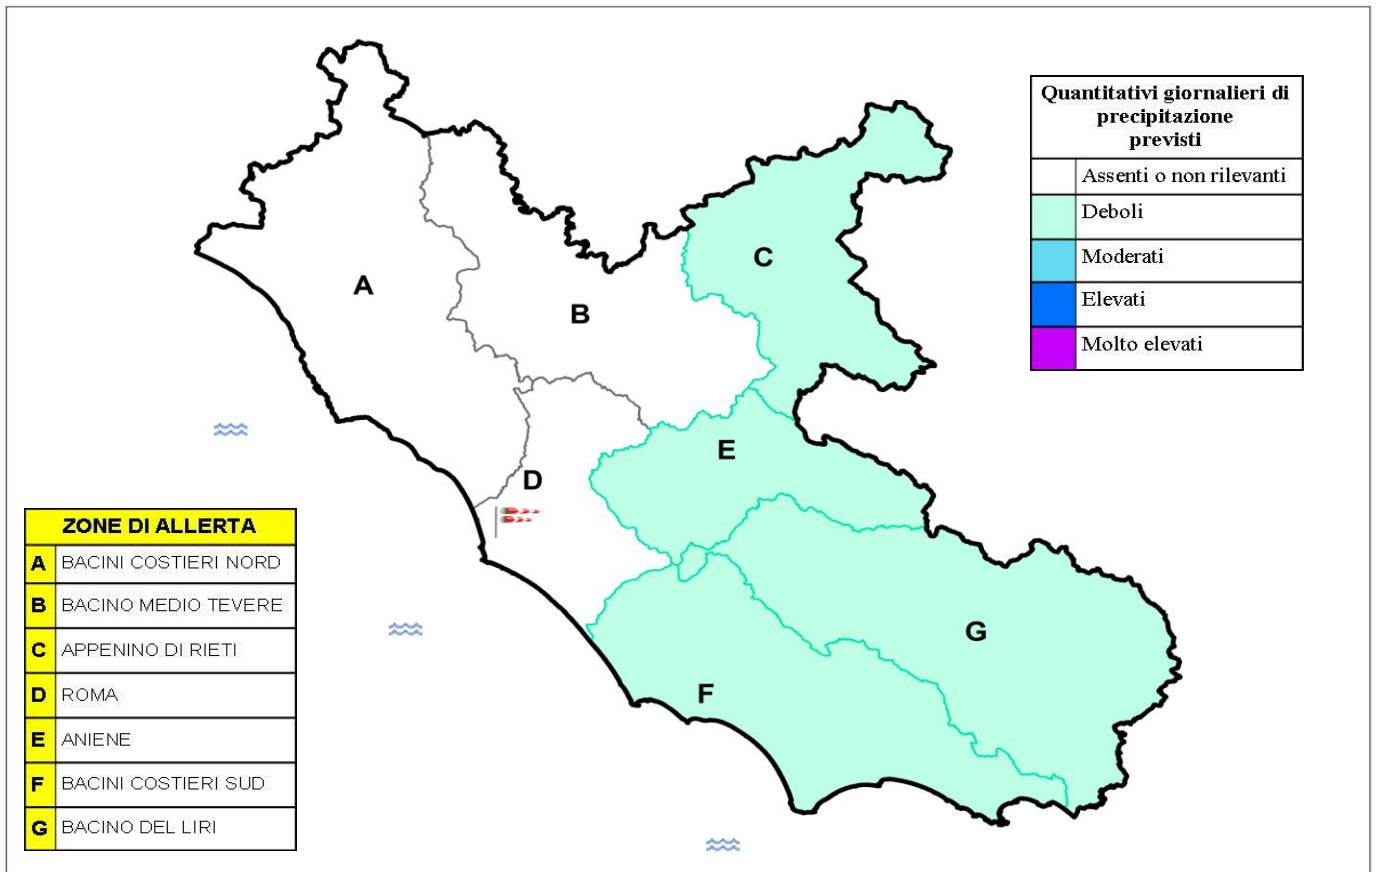 Quantitativi giornalieri di
precipitazione
previsti
Assenti o non rilevanti
Deboli
Moderati
Elevati
Molto elevati
A
B
C
D
E
F
G
ZONE DI ALLERTA
A BACINI COSTIERI NORD
B BACINO MEDIO TEVERE
C APPENINO DI RIETI
D ROMA
E ANIENE
F BACINI COSTIERI SUD
G BACINO DEL LIRI